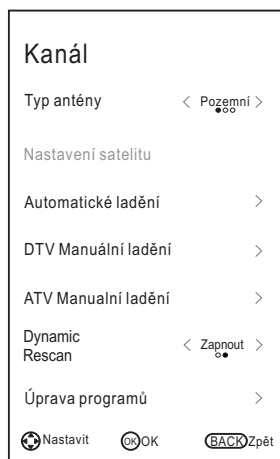 Kanál
Typ antény < Pozemní >
Nastavení satelitu
Automatické ladění >
DTV Manuální ladění >
ATV Manualní ladění >
Dynamic
Rescan < Zapnout >
Úprava programů >
Nastavit OK OK BACK Zpět